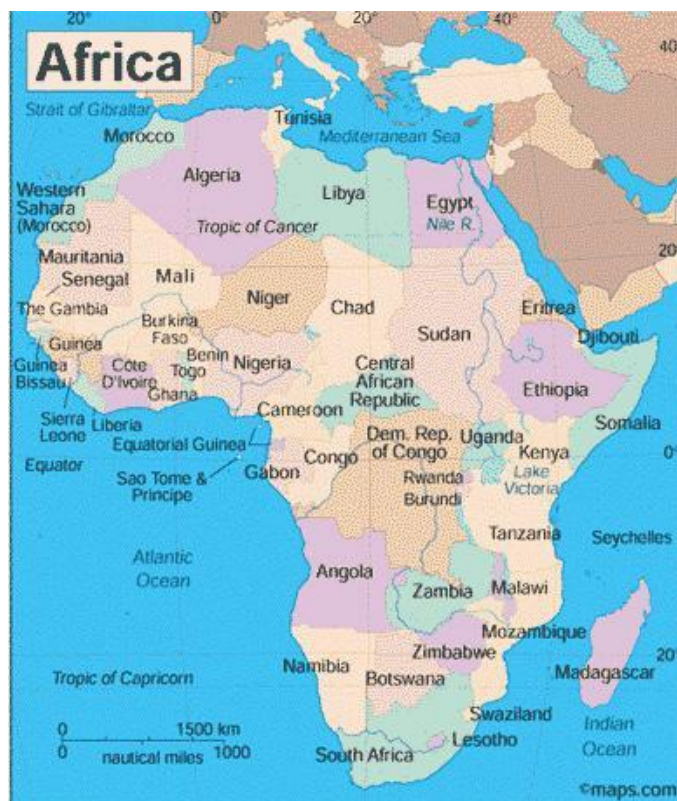 20° 0° 20° 40°
Africa
40
Strait of Gibraltar
Tunisia
Mediterranean Sea
Morocco
Algeria
Libya
Egypt
Nile R.
Western
Sahara
(Morocco)
Tropic of Cancer
20
Mauritania
Senegal
Mali
Niger
Chad
Sudan
Eritrea
The Gambia
Djibouti
Burkina
Faso
Guinea
Guinea
Bissau
Benin
Togo
Nigeria
Côte
D'Ivoire
Ghana
Central
African
Republic
Ethiopia
Sierra
Leone
Liberia
Cameroon
Somalia
Equatorial Guinea
Dem. Rep.
of Congo
Uganda
Kenya
Equator
0°
Sao Tome &
Principe
Gabon
Congo
Rwanda
Burundi
Lake
Victoria
Tanzania
Seychelles
Atlantic
Ocean
Angola
Zambia
Malawi
Mozambique
Zimbabwe
Namibia
Botswana
Madagascar
20°
Tropic of Capricorn
Swaziland
Lesotho
South Africa
Indian
Ocean
0 1500 km
0 nautical miles 1000
©maps.com